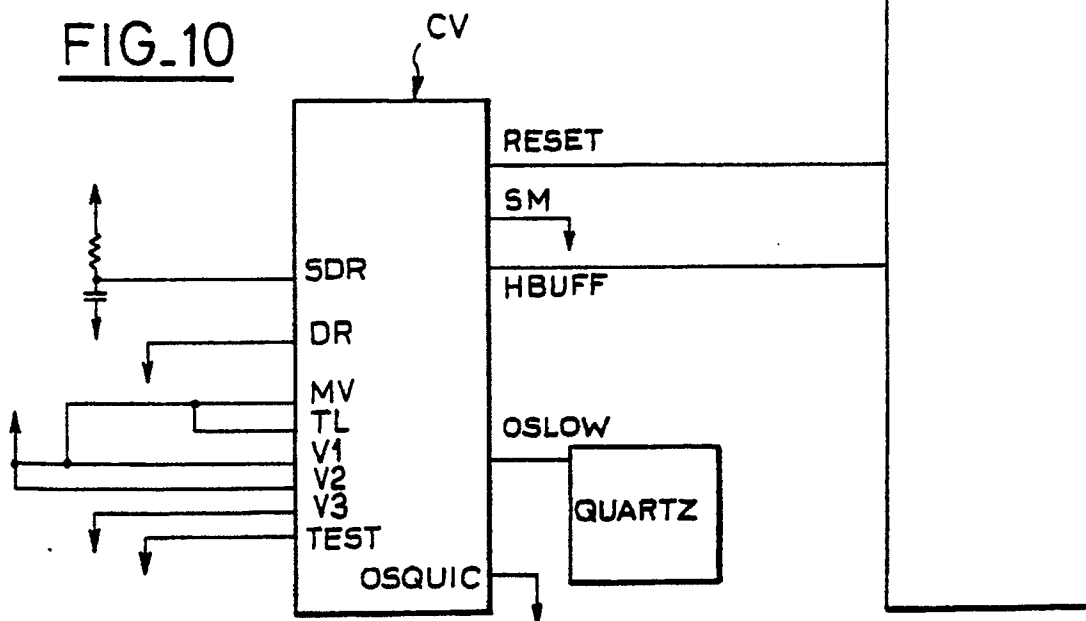 FIG_10
CV
RESET
SM
SDR
HBUFF
DR
MV
TL
OSLOW
V1
V2
V3
QUARTZ
TEST
OSQUIC